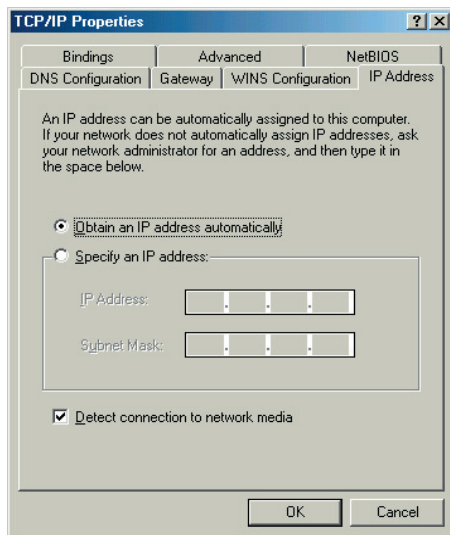 TCP/IP Properties
? X
Bindings Advanced NetBIOS
DNS Configuration Gateway WINS Configuration IP Address
An IP address can be automatically assigned to this computer.
If your network does not automatically assign IP addresses, ask
your network administrator for an address, and then type it in
the space below.
Obtain an IP address automatically
Specify an IP address:
IP Address:
. . .
Subnet Mask:
. . .
Detect connection to network media
OK Cancel